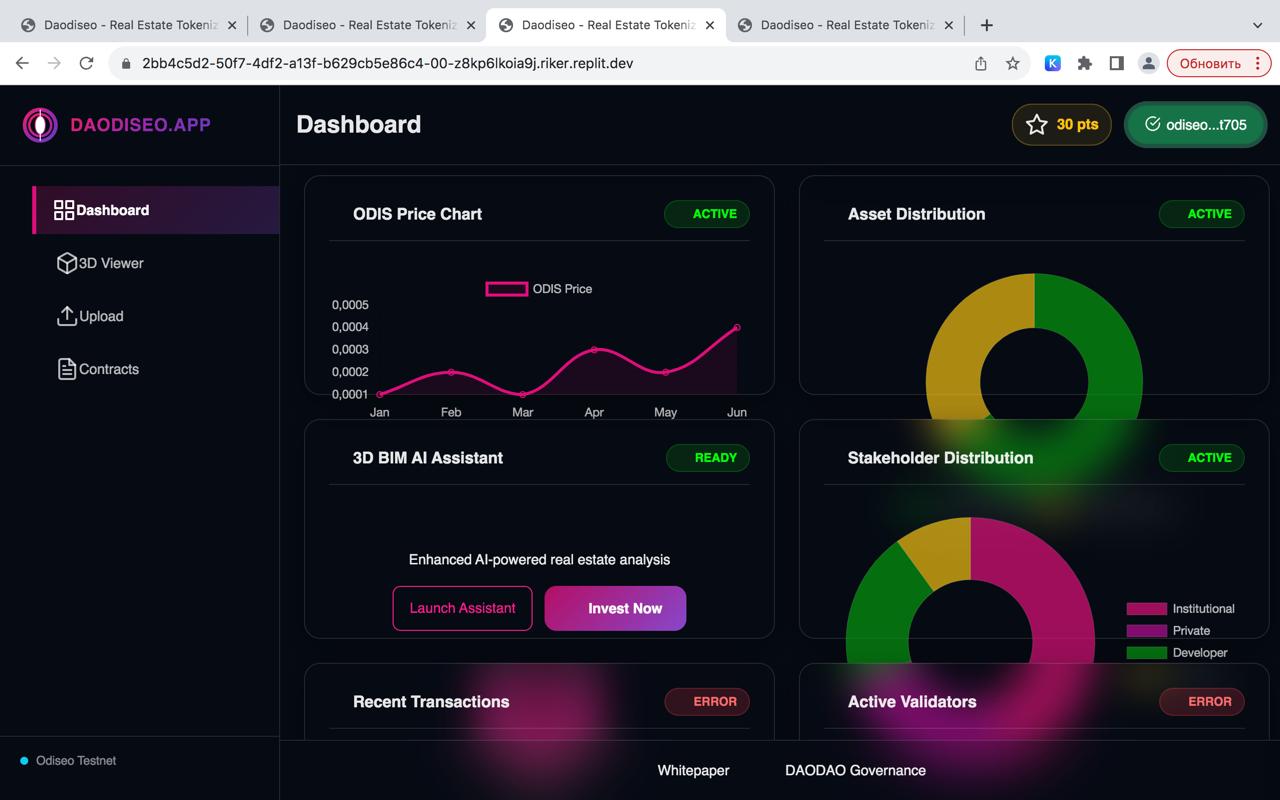 Daodiseo - Real Estate Tokeniz
Daodiseo - Real Estate Tokeniz
Daodiseo - Real Estate Tokeniz
Daodiseo - Real Estate Tokeniz
2bb4c5d2-50f7-4df2-a13f-b629cb5e86c4-00-z8kp6lkoia9j.riker.replit.dev
K
Обновить
DAODISEO.APP
Dashboard
30 pts
odiseo...t705
Dashboard
3D Viewer
Upload
Contracts
ODIS Price Chart
ACTIVE
ODIS Price
0,0005
0,0004
0,0003
0,0002
0,0001
Jan Feb Mar Apr May Jun
Asset Distribution
ACTIVE
3D BIM AI Assistant
READY
Enhanced AI-powered real estate analysis
Launch Assistant
Invest Now
Stakeholder Distribution
ACTIVE
Institutional
Private
Developer
Recent Transactions
ERROR
Active Validators
ERROR
Odiseo Testnet
Whitepaper
DAODAO Governance